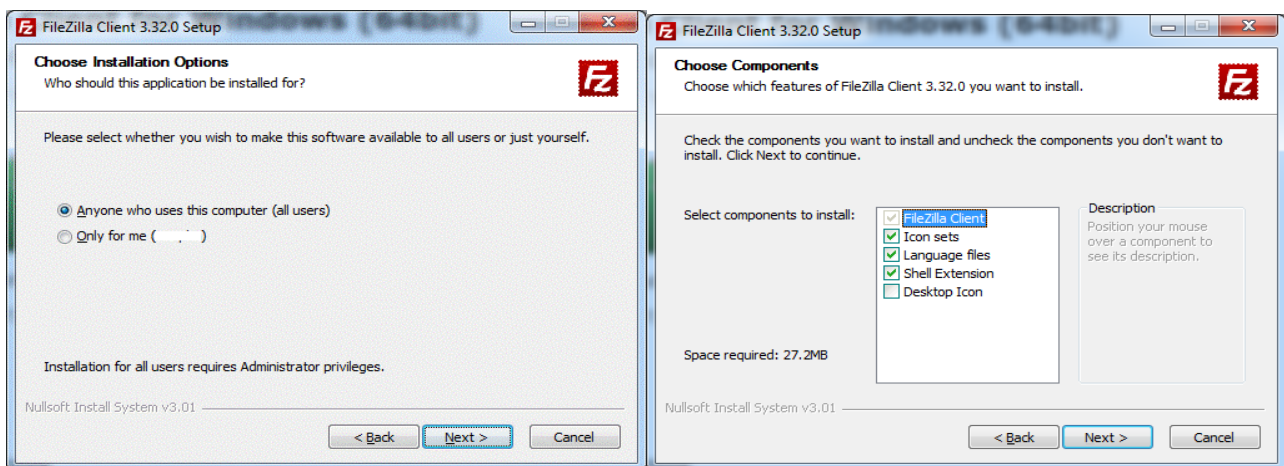 FileZilla Client 3.32.0 Setup
Choose Installation Options
Who should this application be installed for?
Fz
Please select whether you wish to make this software available to all users or just yourself.
Anyone who uses this computer (all users)
Only for me ( )
Installation for all users requires Administrator privileges.
Nullsoft Install System v3.01
< Back
Next >
Cancel
(64bit)
FileZilla Client 3.32.0 Setup
Choose Components
Choose which features of FileZilla Client 3.32.0 you want to install.
Fz
Check the components you want to install and uncheck the components you don't want to
install. Click Next to continue.
Select components to install:
FileZilla Client
Icon sets
Language files
Shell Extension
Desktop Icon
Description
Position your mouse
over a component to
see its description.
Space required: 27.2MB
Nullsoft Install System v3.01
< Back
Next >
Cancel